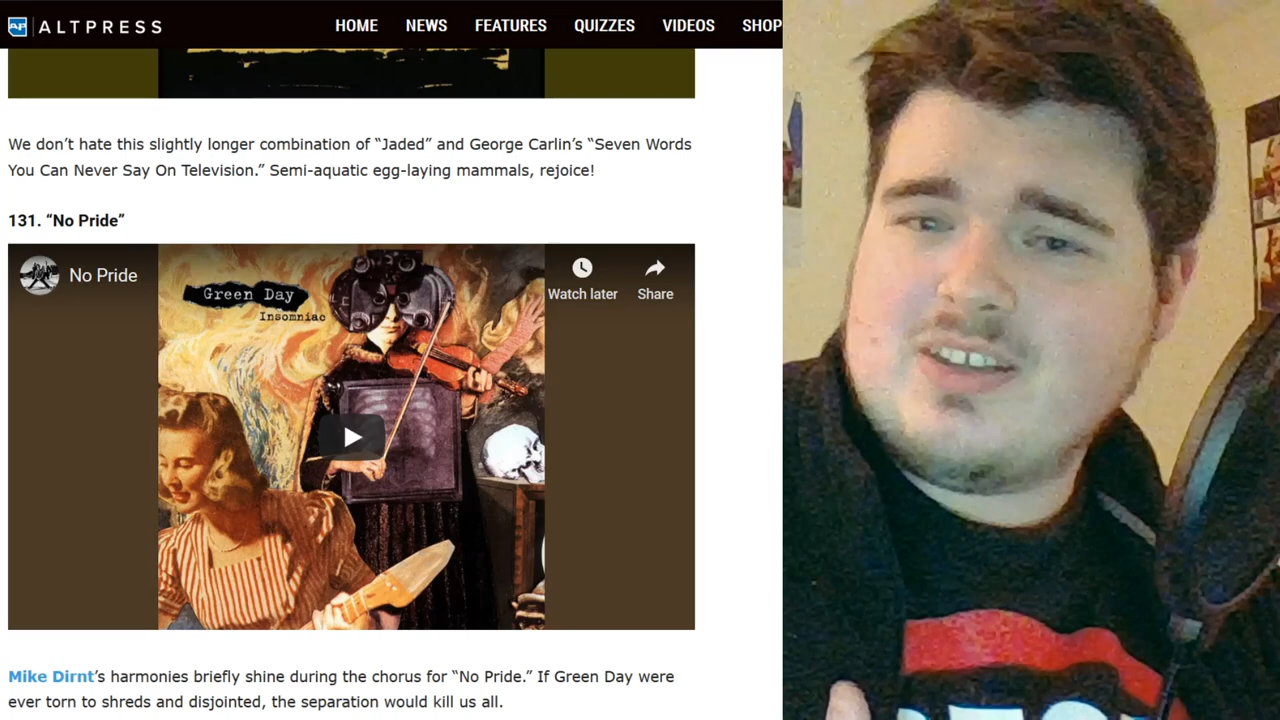 AP ALTPRESS HOME NEWS FEATURES QUIZZES VIDEOS SHOP
We don’t hate this slightly longer combination of “Jaded” and George Carlin’s “Seven Words
You Can Never Say On Television.” Semi-aquatic egg-laying mammals, rejoice!
131. “No Pride”
No Pride
Watch later Share
Green Day
Insomniac
Mike Dirnt’s harmonies briefly shine during the chorus for “No Pride.” If Green Day were
ever torn to shreds and disjointed, the separation would kill us all.